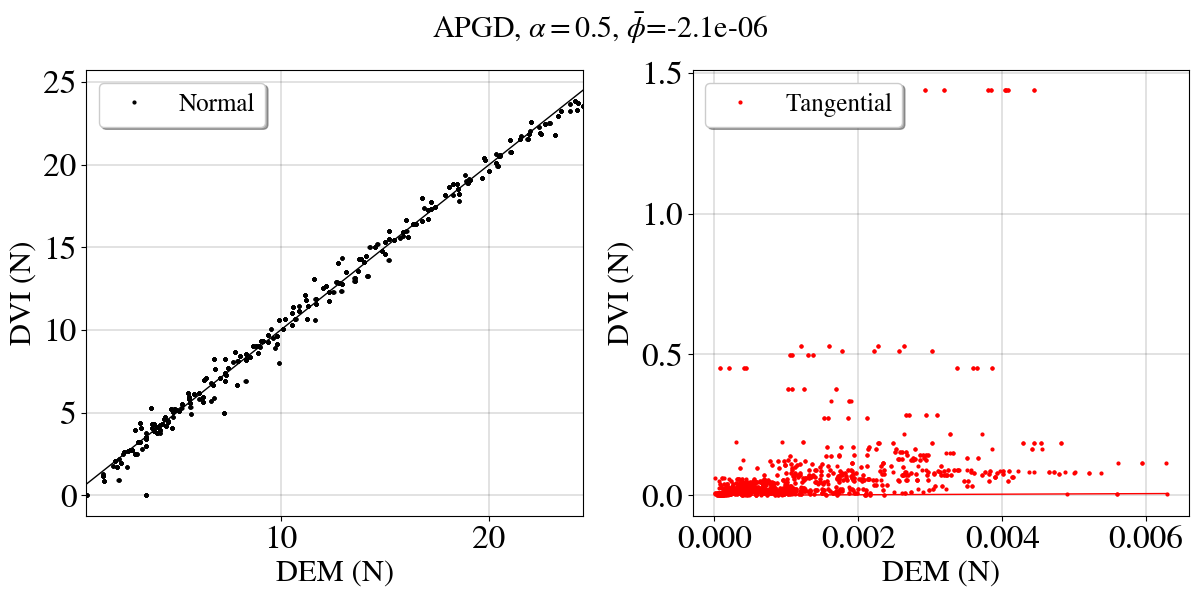 APGD, α = 0.5, φ̄=-2.1e-06
25
20
15
10
5
0
DVI (N)
Normal
10
20
DEM (N)
1.5
1.0
0.5
0.0
DVI (N)
Tangential
0.000
0.002
0.004
0.006
DEM (N)